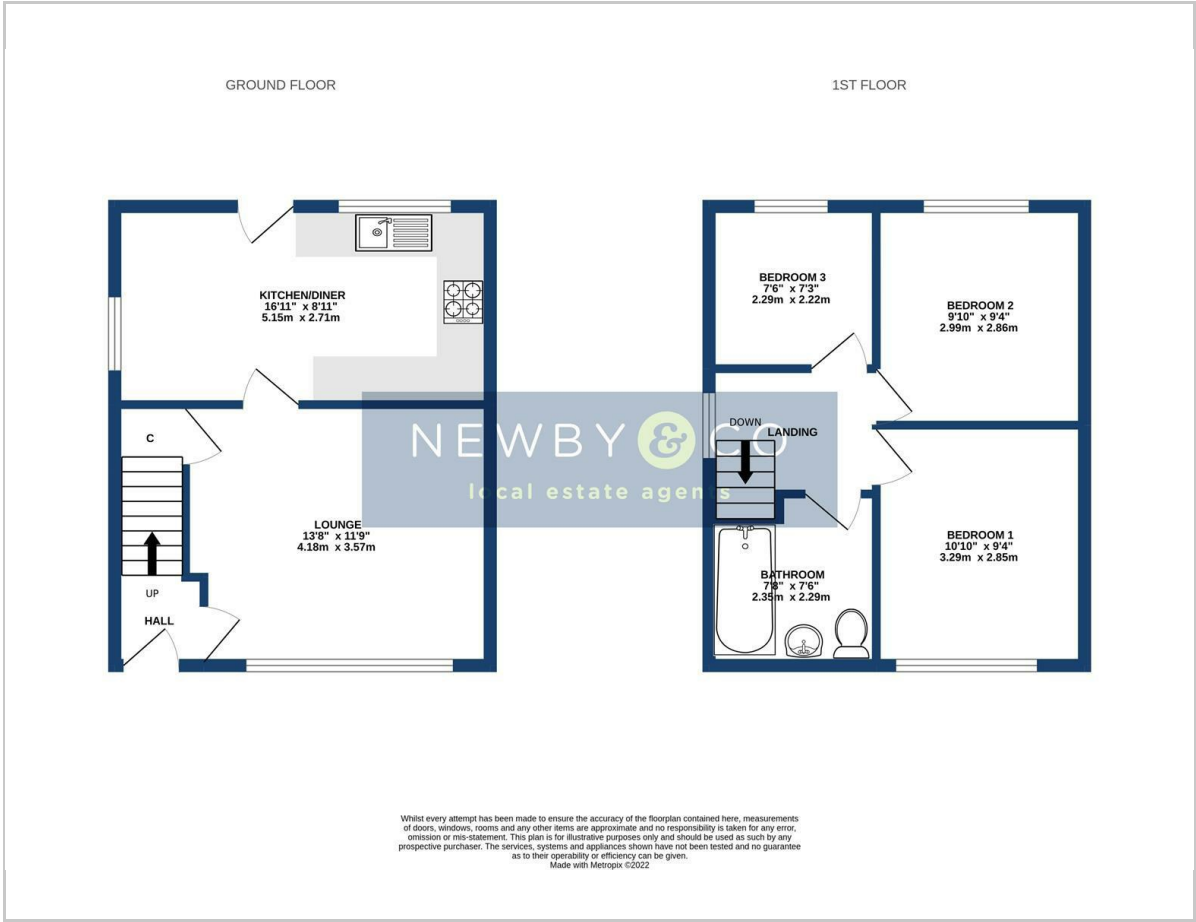 GROUND FLOOR
1ST FLOOR
KITCHEN/DINER
16'11" x 8'11"
5.15m x 2.71m
C
LOUNGE
13'8" x 11'9"
4.18m x 3.57m
UP
HALL
BEDROOM 3
7'6" x 7'3"
2.29m x 2.22m
BEDROOM 2
9'10" x 9'4"
2.99m x 2.86m
DOWN
LANDING
BEDROOM 1
10'10" x 9'4"
3.29m x 2.85m
BATHROOM
7'8" x 7'6"
2.35m x 2.29m
NEWBY & CO
local estate agents
Whilst every attempt has been made to ensure the accuracy of the floorplan contained here, measurements
of doors, windows, rooms and any other items are approximate and no responsibility is taken for any error,
omission or mis-statement. This plan is for illustrative purposes only and should be used as such by any
prospective purchaser. The services, systems and appliances shown have not been tested and no guarantee
as to their operability or efficiency can be given.
Made with Metropix ©2022